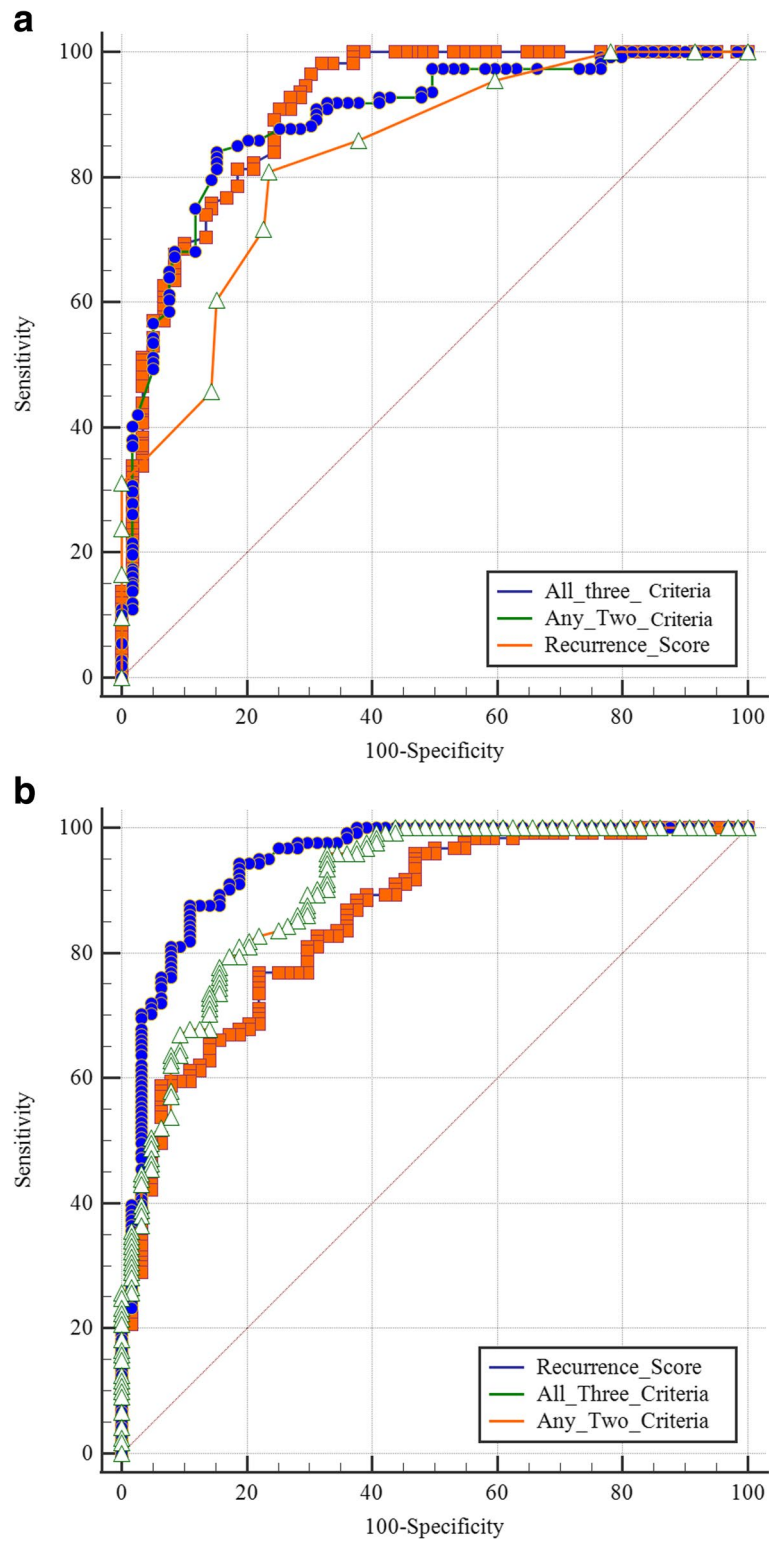 a
100
80
60
40
20
0
Sensitivity
All_three_ Criteria
Any_Two_Criteria
Recurrence_Score
0 20 40 60 80 100
100-Specificity
b
100
80
60
40
20
0
Sensitivity
Recurrence_Score
All_Three_Criteria
Any_Two_Criteria
0 20 40 60 80 100
100-Specificity